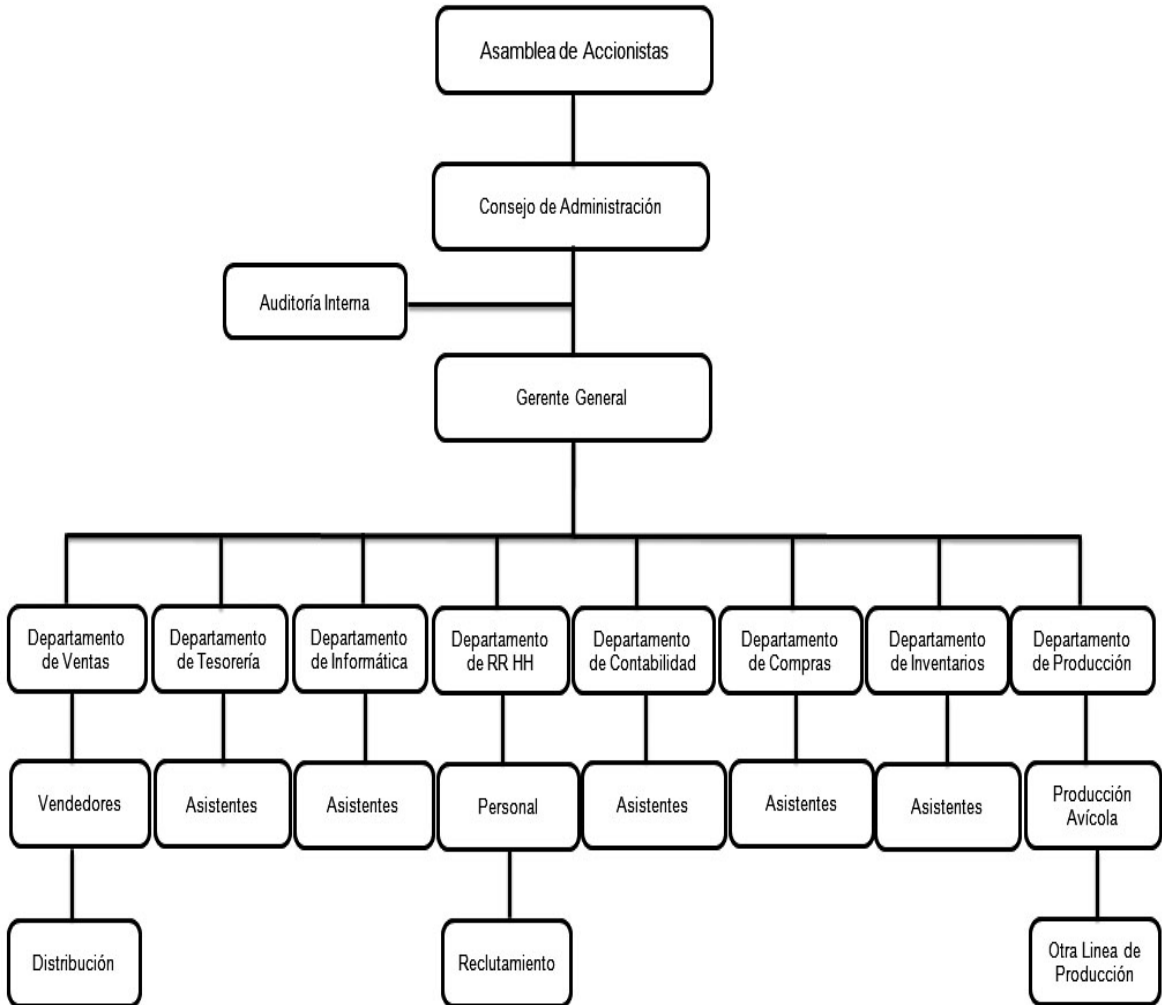 Asamblea de Accionistas
Consejo de Administración
Auditoría Interna
Gerente General
Departamento
de Ventas
Departamento
de Tesorería
Departamento
de Informática
Departamento
de RR HH
Departamento
de Contabilidad
Departamento
de Compras
Departamento
de Inventarios
Departamento
de Producción
Vendedores
Asistentes
Asistentes
Personal
Asistentes
Asistentes
Asistentes
Producción
Avícola
Distribución
Reclutamiento
Otra Linea de
Producción